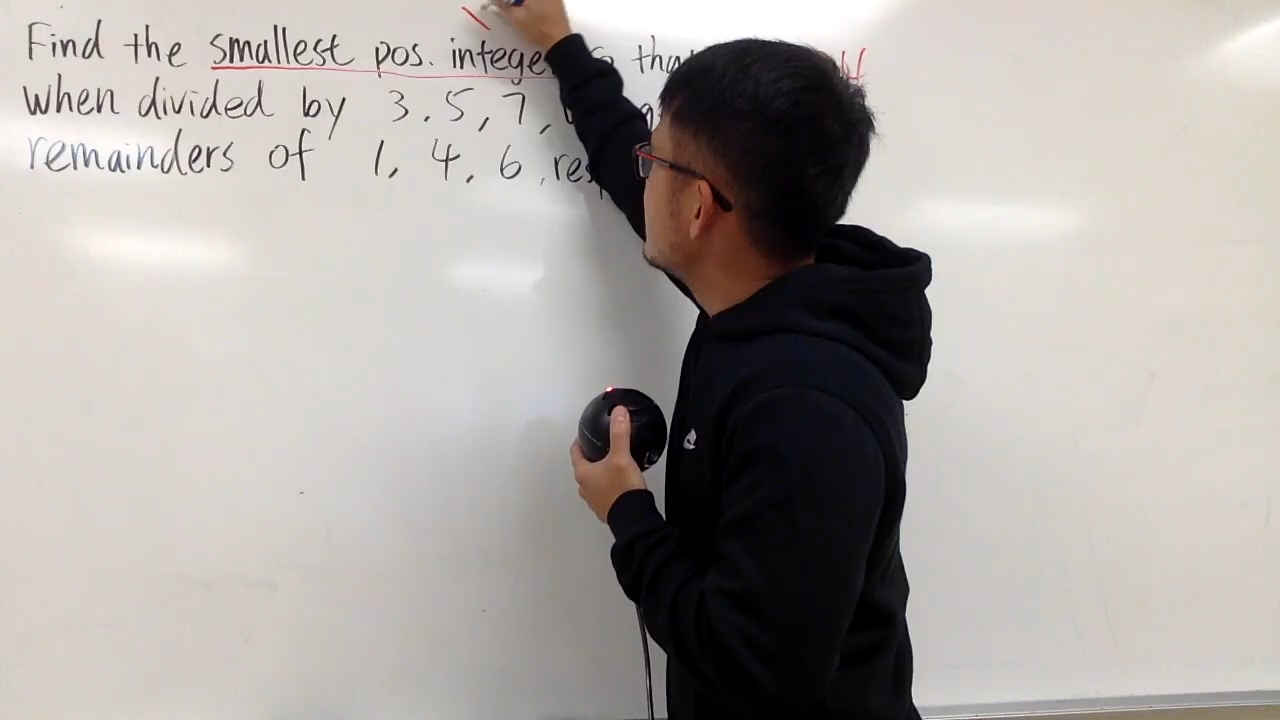 Find the smallest pos. intege
when divided by 3, 5, 7,
remainders of 1, 4, 6,